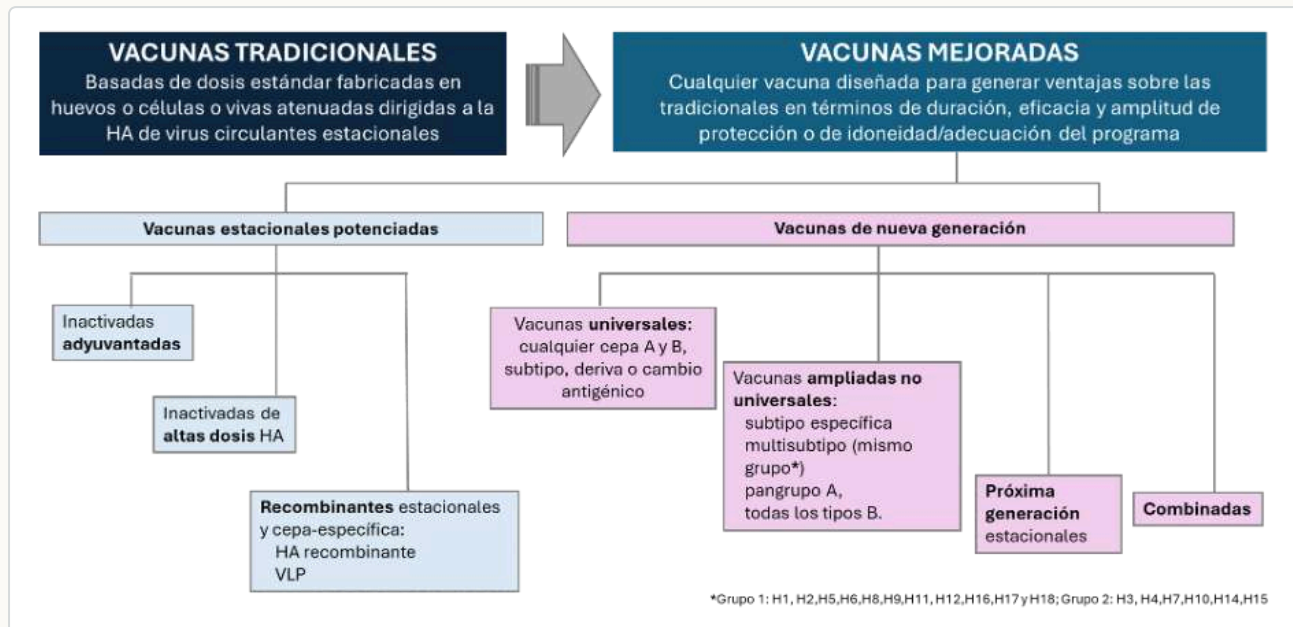 VACUNAS TRADICIONALES
Basadas de dosis estándar fabricadas en
huevos o células o vivas atenuadas dirigidas a la
HA de virus circulantes estacionales
VACUNAS MEJORADAS
Cualquier vacuna diseñada para generar ventajas sobre las
tradicionales en términos de duración, eficacia y amplitud de
protección o de idoneidad/adecuación del programa
Vacunas estacionales potenciadas
Inactivadas
adyuvantadas
Inactivadas de
altas dosis HA
Recombinantes estacionales
y cepa-específica:
HA recombinante
VLP
Vacunas de nueva generación
Vacunas universales:
cualquier cepa A y B,
subtipo, deriva o cambio
antigénico
Vacunas ampliadas no
universales:
subtipo específica
multisubtipo (mismo
grupo*)
pangrupo A,
todas los tipos B.
Próxima
generación
estacionales
Combinadas
*Grupo 1: H1, H2,H5,H6,H8,H9,H11, H12,H16,H17 y H18; Grupo 2: H3, H4,H7,H10,H14,H15